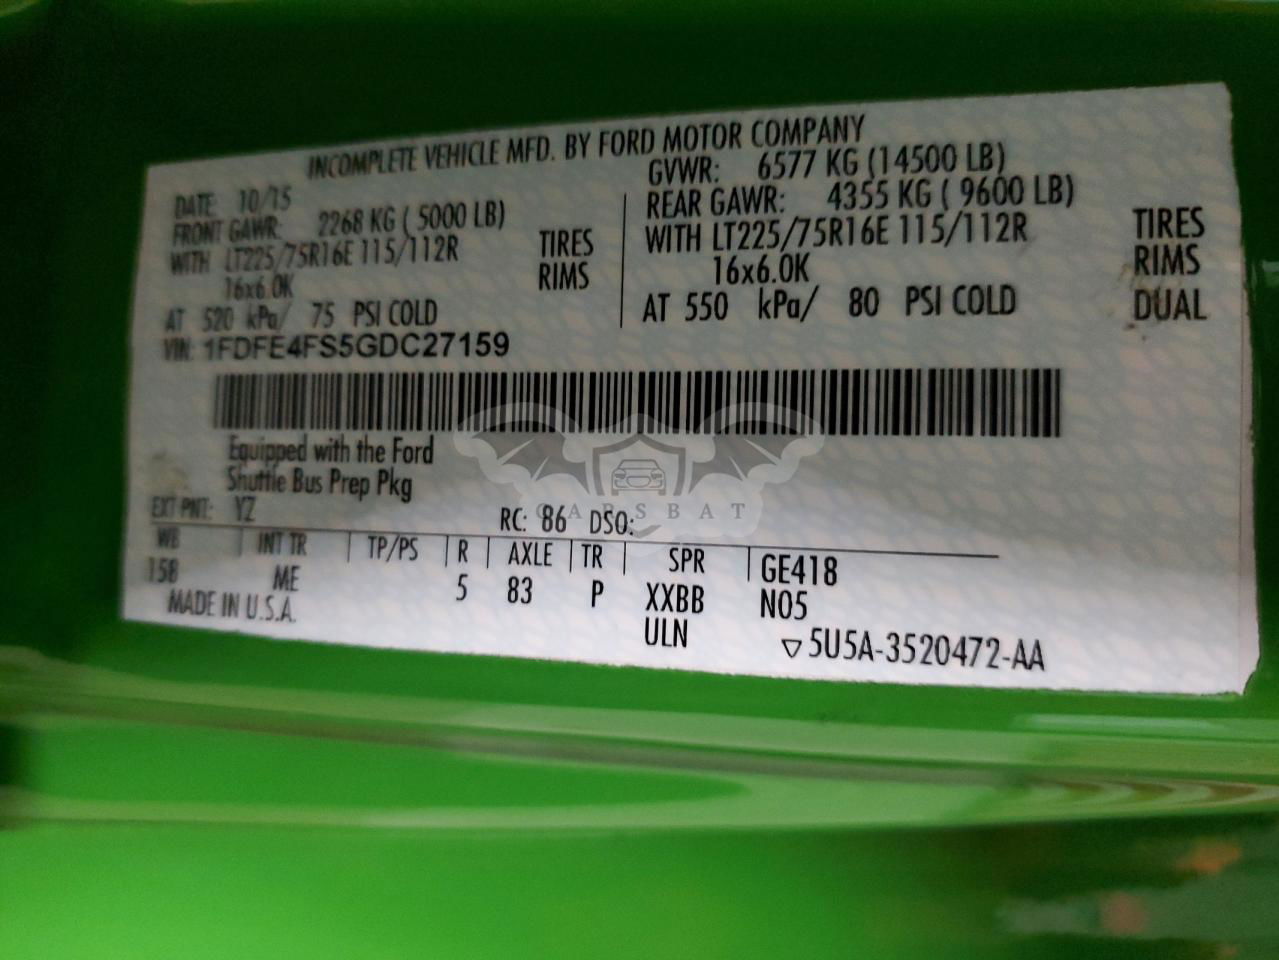 INCOMPLETE VEHICLE MFD. BY FORD MOTOR COMPANY
DATE: 10/15
GVWR: 6577 KG (14500 LB)
FRONT GAWR: 2268 KG ( 5000 LB)
REAR GAWR: 4355 KG ( 9600 LB)
WITH LT225/75R16E 115/112R TIRES
WITH LT225/75R16E 115/112R TIRES
16x6.0K RIMS
16x6.0K RIMS
AT 520 kPa/ 75 PSI COLD
AT 550 kPa/ 80 PSI COLD DUAL
VIN: 1FDFE4FS5GDC27159
Equipped with the Ford
Shuttle Bus Prep Pkg
CARSBAT
EXT PNT: YZ RC: 86 DSO:
WB INT TR TP/PS R AXLE TR SPR GE418
158 ME 5 83 P XXBB N05
MADE IN U.S.A. ULN ▽5U5A-3520472-AA